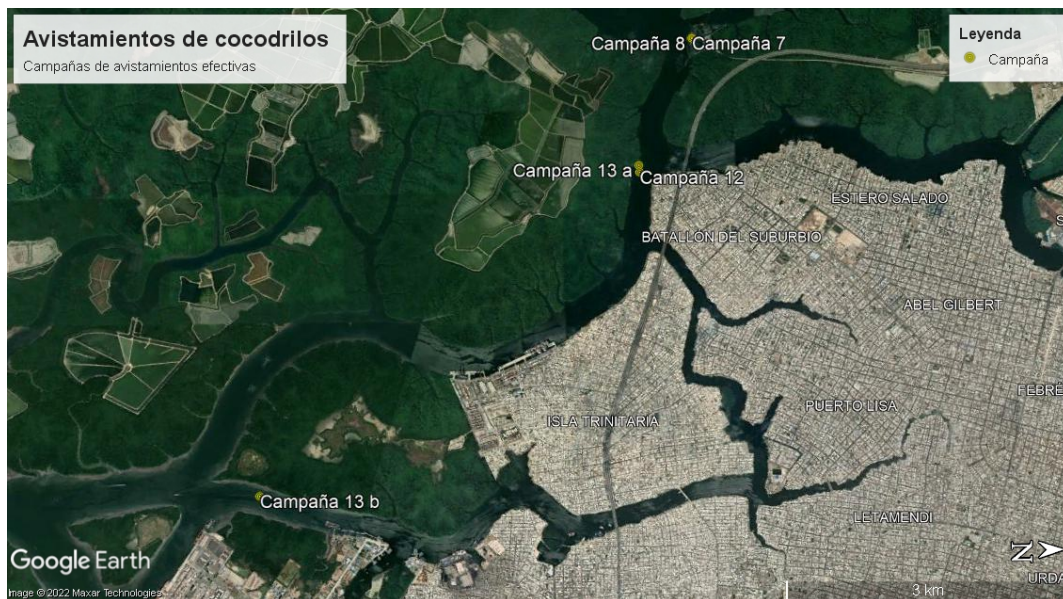 Avistamientos de cocodrilos
Campañas de avistamientos efectivas
Campaña 8 Campaña 7
Leyenda
Campaña
Campaña 13 a
Campaña 12
ESTERO SALADO
BATALLON DEL SUBURBIO
ABEL GILBERT
FEBRE
PUERTO LISA
ISLA TRINITARIA
Campaña 13 b
LETAMENDI
Google Earth
N
URDA
Image © 2022 Maxar Technologies
3 km